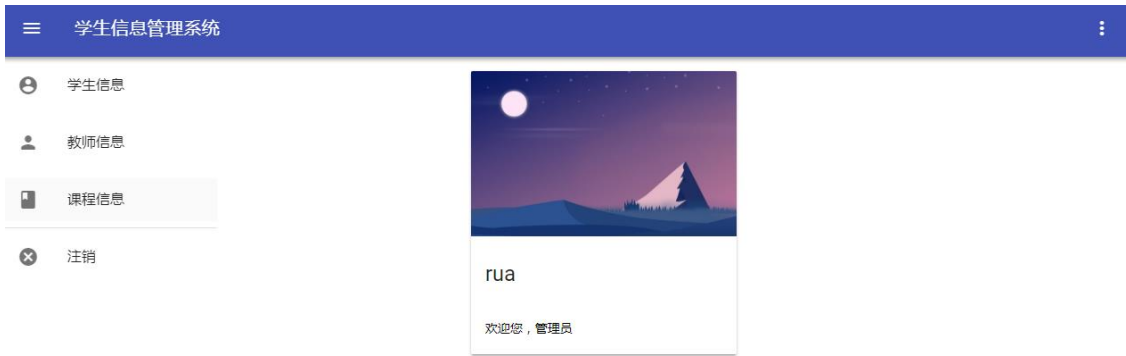 学生信息管理系统
学生信息
教师信息
课程信息
注销
rua
欢迎您，管理员